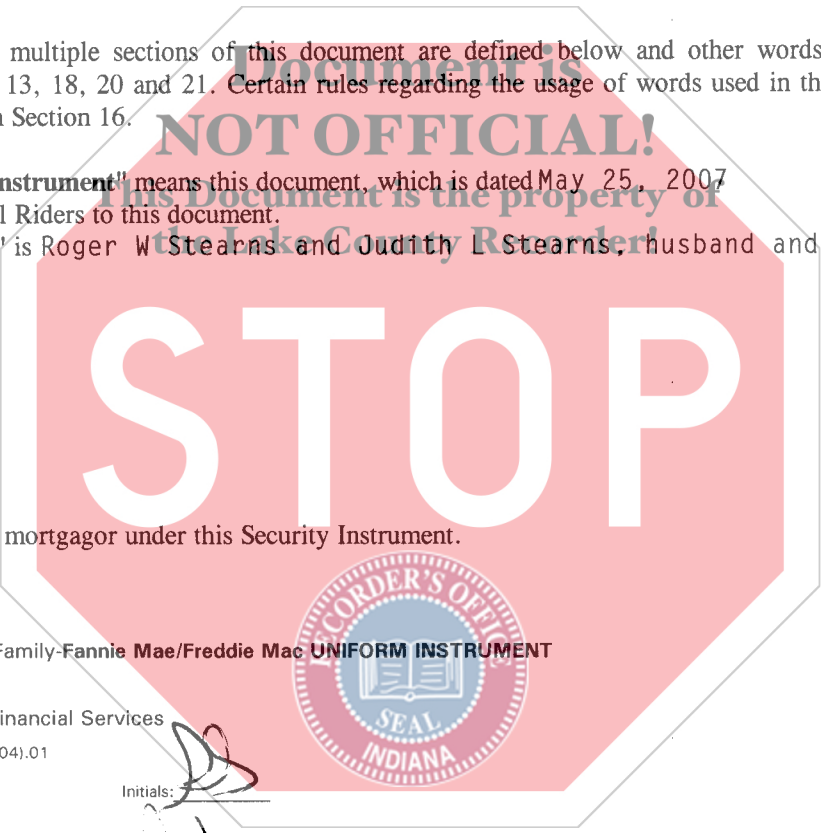 multiple sections of this document are defined below and other words
Document is
13, 18, 20 and 21. Certain rules regarding the usage of words used in th
n Section 16.
NOT OFFICIAL!
nstrument" means this document, which is dated May 25, 2007
This Document is the property of
l Riders to this document.
the Lake County Recorder!
" is Roger W Stearns and Judith L Stearns, husband and
STOP
mortgagor under this Security Instrument.
RECORDER'S OFFICE
Family-Fannie Mae/Freddie Mac UNIFORM INSTRUMENT
inancial Services
SEAL
04).01
INDIANA
Initials: